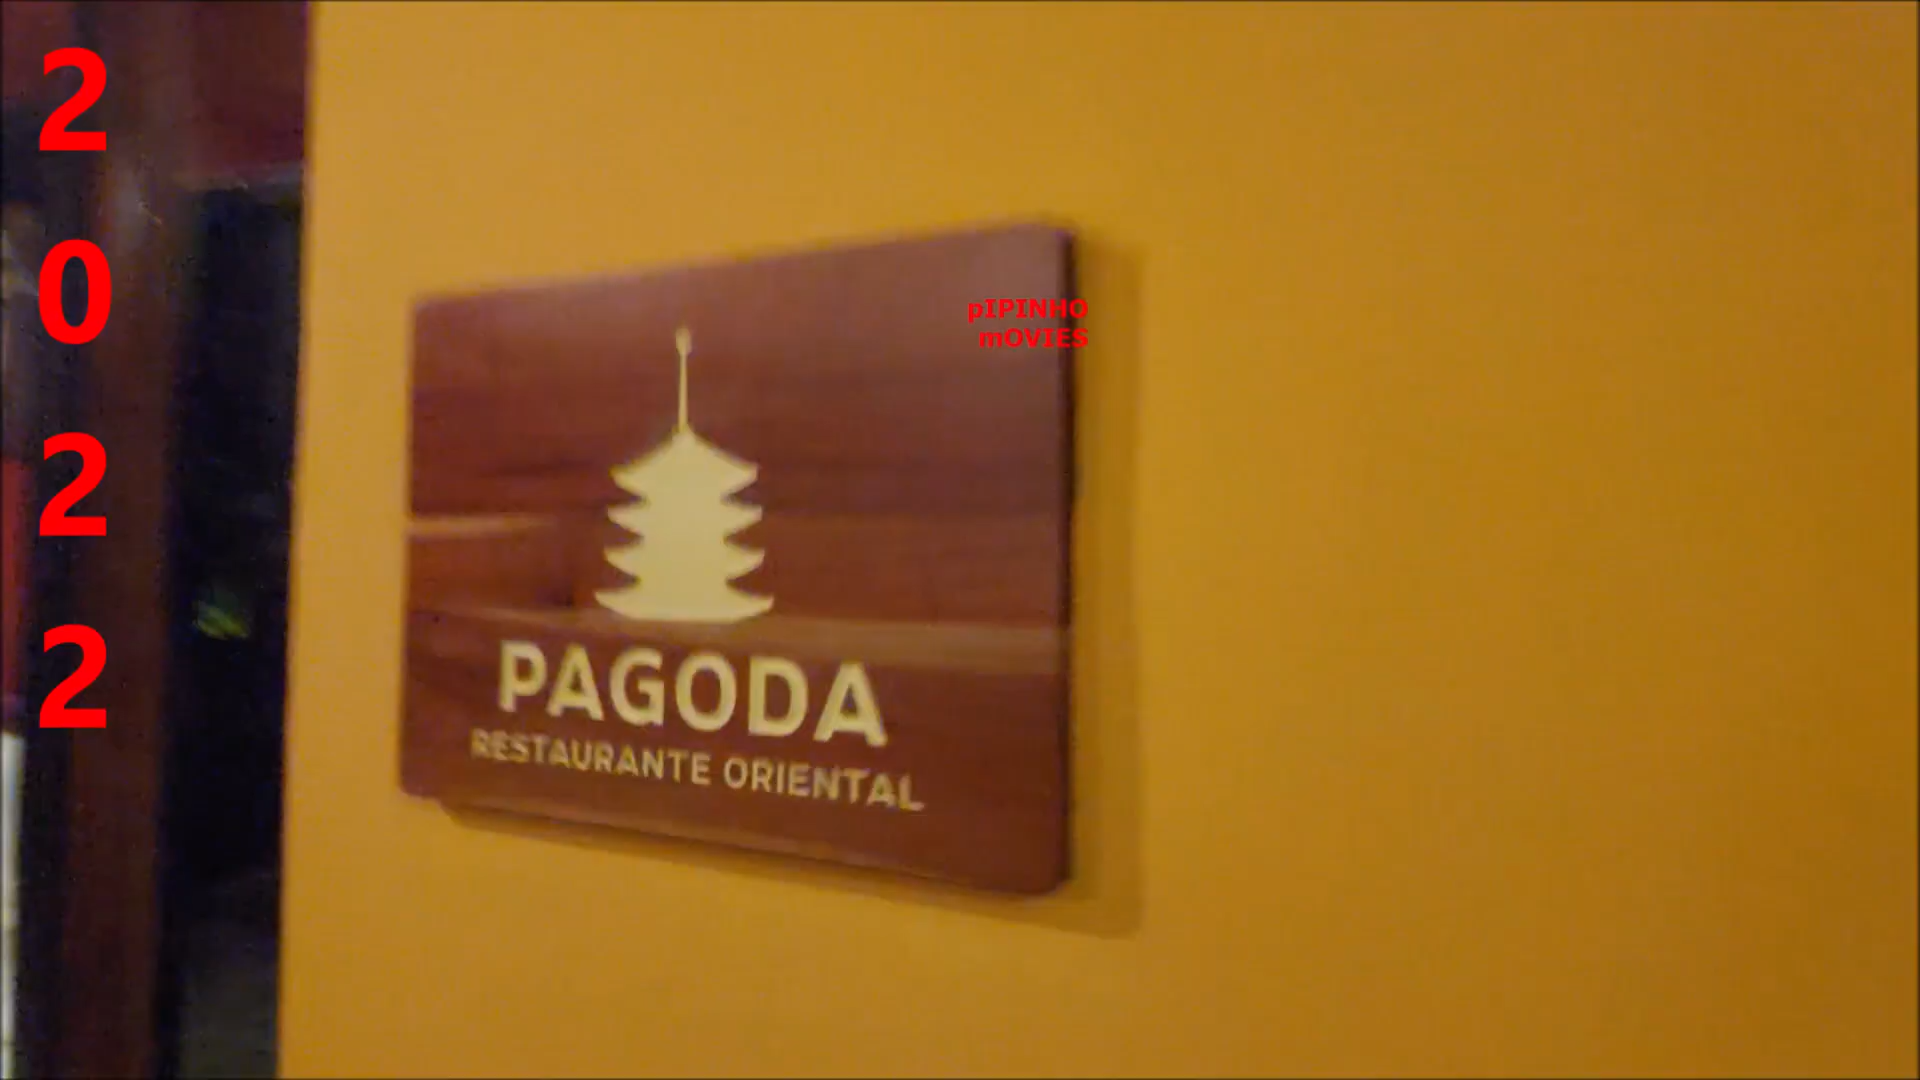 2
0
2
2
pIPINHO
mOVIES
PAGODA
RESTAURANTE ORIENTAL